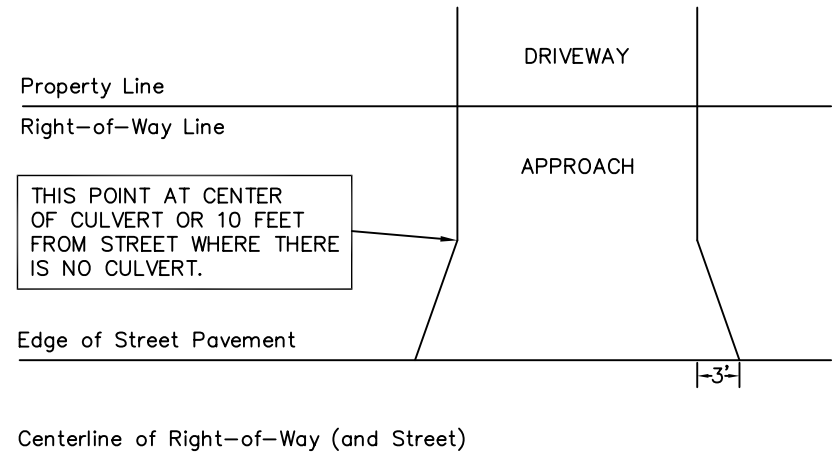 DRIVEWAY
Property Line
Right-of-Way Line
APPROACH
THIS POINT AT CENTER
OF CULVERT OR 10 FEET
FROM STREET WHERE THERE
IS NO CULVERT.
Edge of Street Pavement
3'
Centerline of Right-of-Way (and Street)